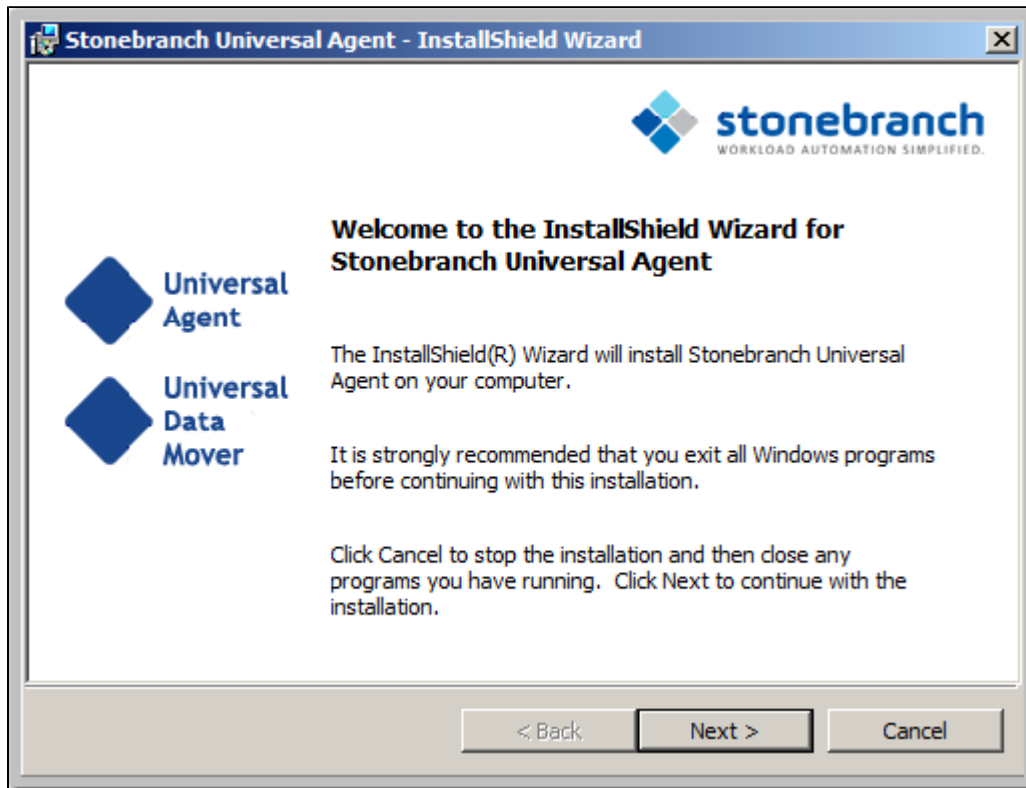 Stonebranch Universal Agent - InstallShield Wizard
stonebranch
WORKLOAD AUTOMATION SIMPLIFIED.
Welcome to the InstallShield Wizard for
Stonebranch Universal Agent
Universal
Agent
The InstallShield(R) Wizard will install Stonebranch Universal
Agent on your computer.
Universal
Data
Mover
It is strongly recommended that you exit all Windows programs
before continuing with this installation.
Click Cancel to stop the installation and then close any
programs you have running.  Click Next to continue with the
installation.
< Back
Next >
Cancel